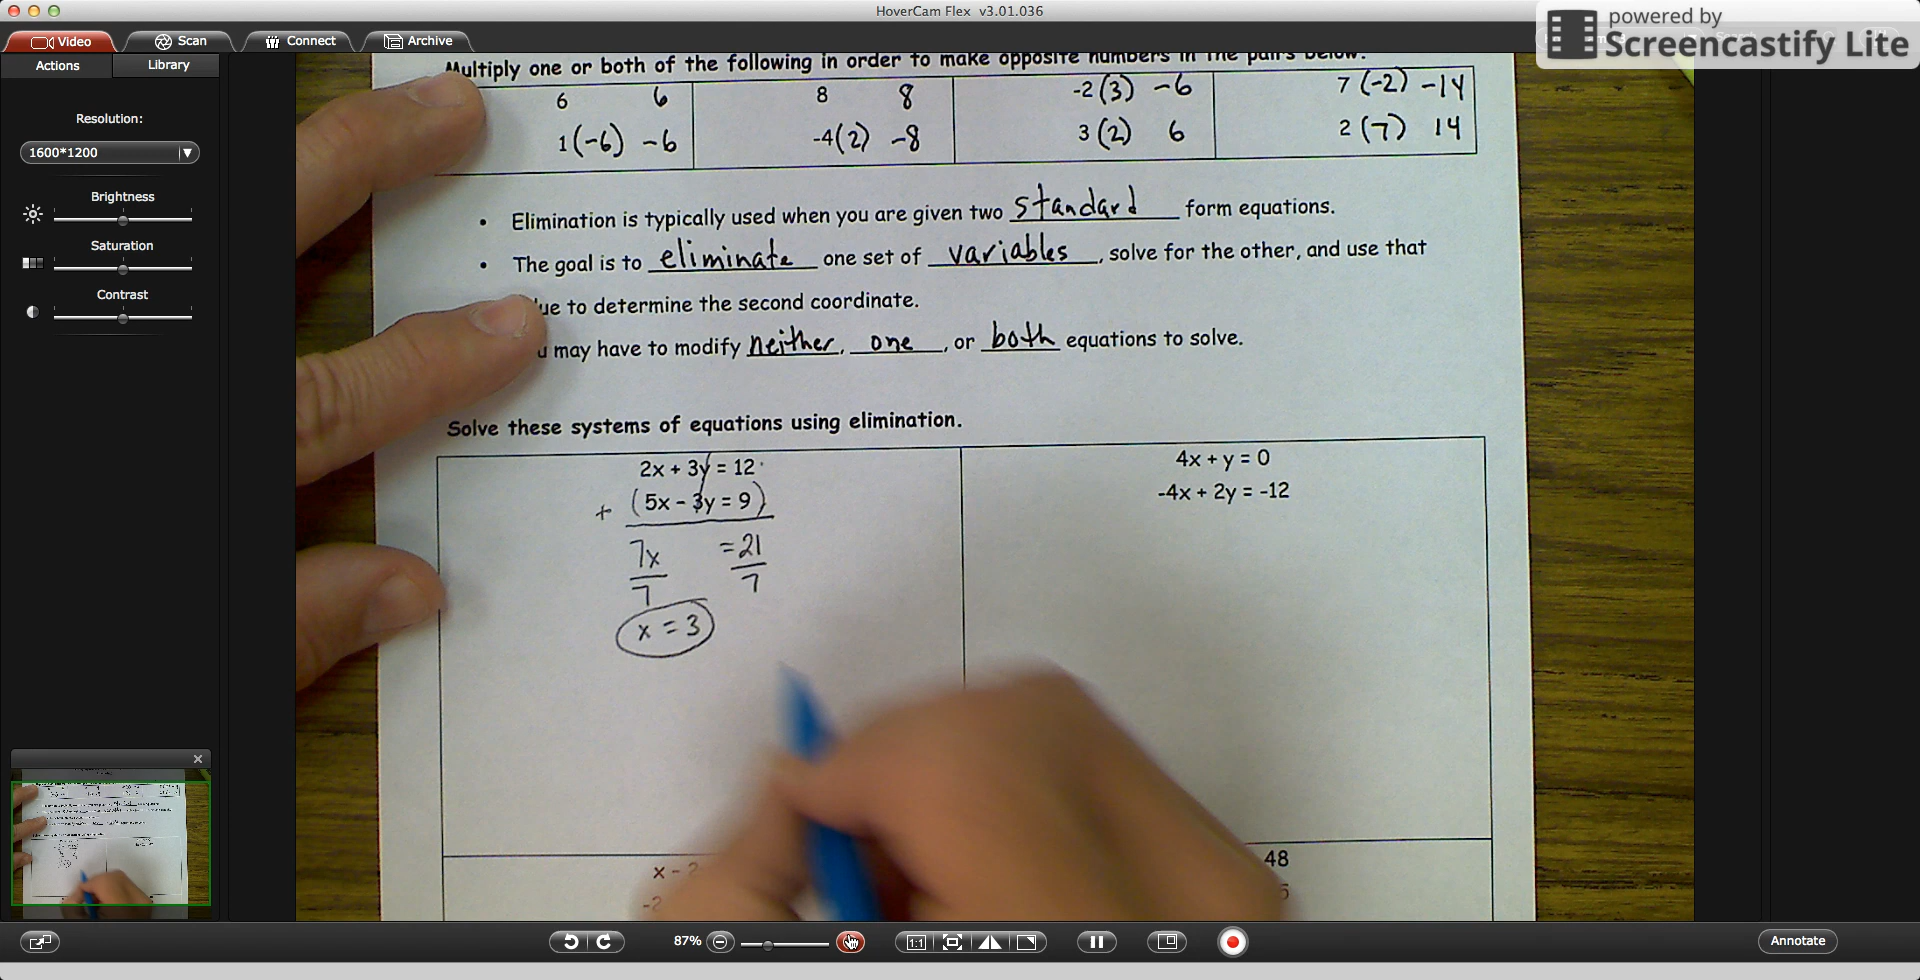 HoverCam Flex v3.01.036
powered by
Screencastify Lite
Video Scan Connect Archive
Actions Library
Resolution:
1600*1200
Brightness
Saturation
Contrast
Multiply one or both of the following in order to make opposite numbers in the pairs below.
6 6
1(-6) -6
8 8
-4(2) -8
-2(3) -6
3(2) 6
7(-2) -14
2(7) 14
• Elimination is typically used when you are given two standard form equations.
• The goal is to eliminate one set of variables, solve for the other, and use that
ue to determine the second coordinate.
u may have to modify neither, one, or both equations to solve.
Solve these systems of equations using elimination.
2x + 3y = 12
+ (5x - 3y = 9)
7x = 21
7 7
x = 3
4x + y = 0
-4x + 2y = -12
x - 2
-2
48
87%
1:1
Annotate